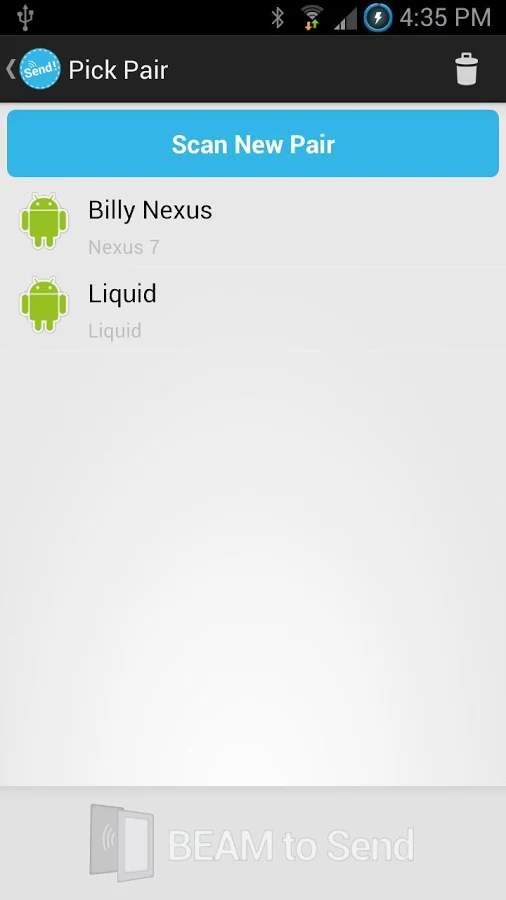 4:35 PM
Send!
Pick Pair
Scan New Pair
Billy Nexus
Nexus 7
Liquid
Liquid
BEAM to Send